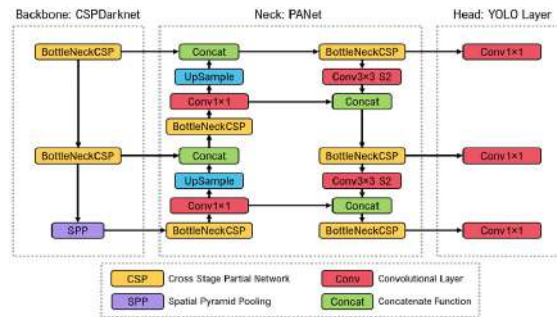 Backbone: CSPDarknet
Neck: PANet
Head: YOLO Layer
BottleNeckCSP
Concat
BottleNeckCSP
Conv1×1
UpSample
Conv3×3 S2
Conv1×1
Concat
BottleNeckCSP
BottleNeckCSP
Concat
BottleNeckCSP
Conv1×1
UpSample
Conv3×3 S2
Conv1×1
Concat
SPP
BottleNeckCSP
BottleNeckCSP
Conv1×1
CSP
Cross Stage Partial Network
Conv
Convolutional Layer
SPP
Spatial Pyramid Pooling
Concat
Concatenate Function